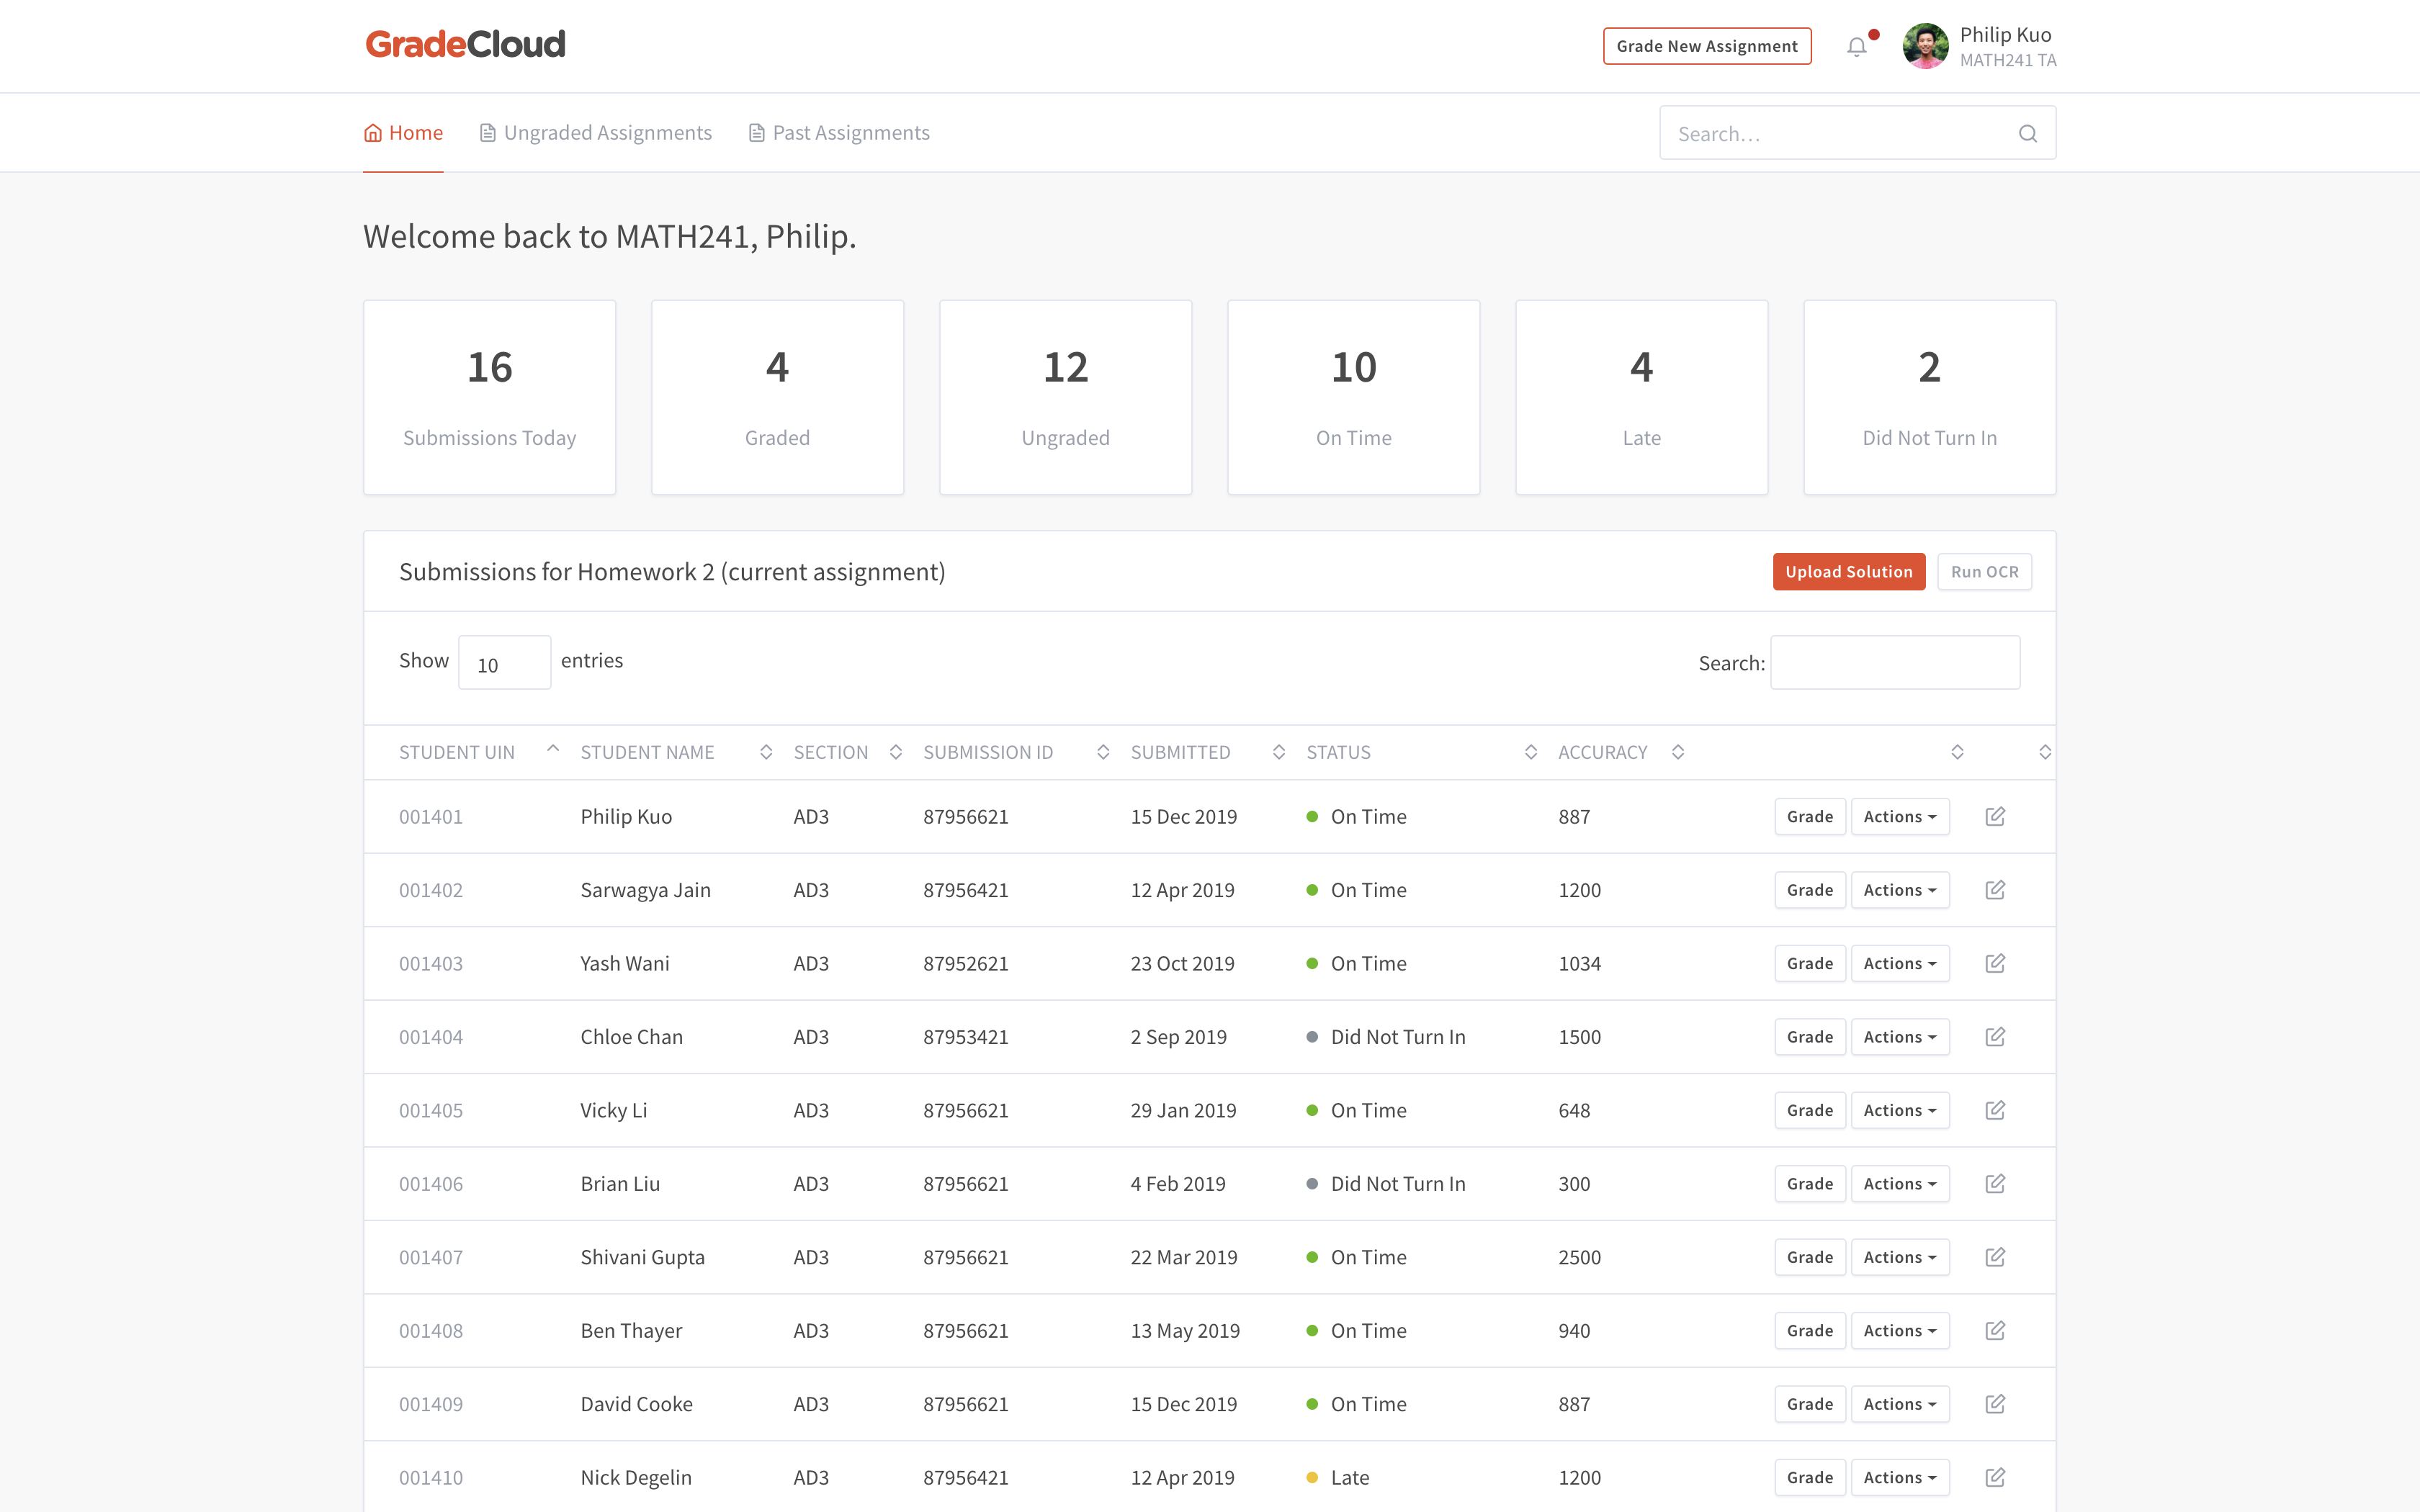 GradeCloud
Grade New Assignment
Philip Kuo
MATH241 TA
Home Ungraded Assignments Past Assignments
Search...
Welcome back to MATH241, Philip.
16 4 12 10 4 2
Submissions Today Graded Ungraded On Time Late Did Not Turn In
Submissions for Homework 2 (current assignment) Upload Solution Run OCR
Show 10 entries Search:
STUDENT UIN STUDENT NAME SECTION SUBMISSION ID SUBMITTED STATUS ACCURACY
001401 Philip Kuo AD3 87956621 15 Dec 2019 On Time 887 Grade Actions
001402 Sarwagya Jain AD3 87956421 12 Apr 2019 On Time 1200 Grade Actions
001403 Yash Wani AD3 87952621 23 Oct 2019 On Time 1034 Grade Actions
001404 Chloe Chan AD3 87953421 2 Sep 2019 Did Not Turn In 1500 Grade Actions
001405 Vicky Li AD3 87956621 29 Jan 2019 On Time 648 Grade Actions
001406 Brian Liu AD3 87956621 4 Feb 2019 Did Not Turn In 300 Grade Actions
001407 Shivani Gupta AD3 87956621 22 Mar 2019 On Time 2500 Grade Actions
001408 Ben Thayer AD3 87956621 13 May 2019 On Time 940 Grade Actions
001409 David Cooke AD3 87956621 15 Dec 2019 On Time 887 Grade Actions
001410 Nick Degelin AD3 87956421 12 Apr 2019 Late 1200 Grade Actions